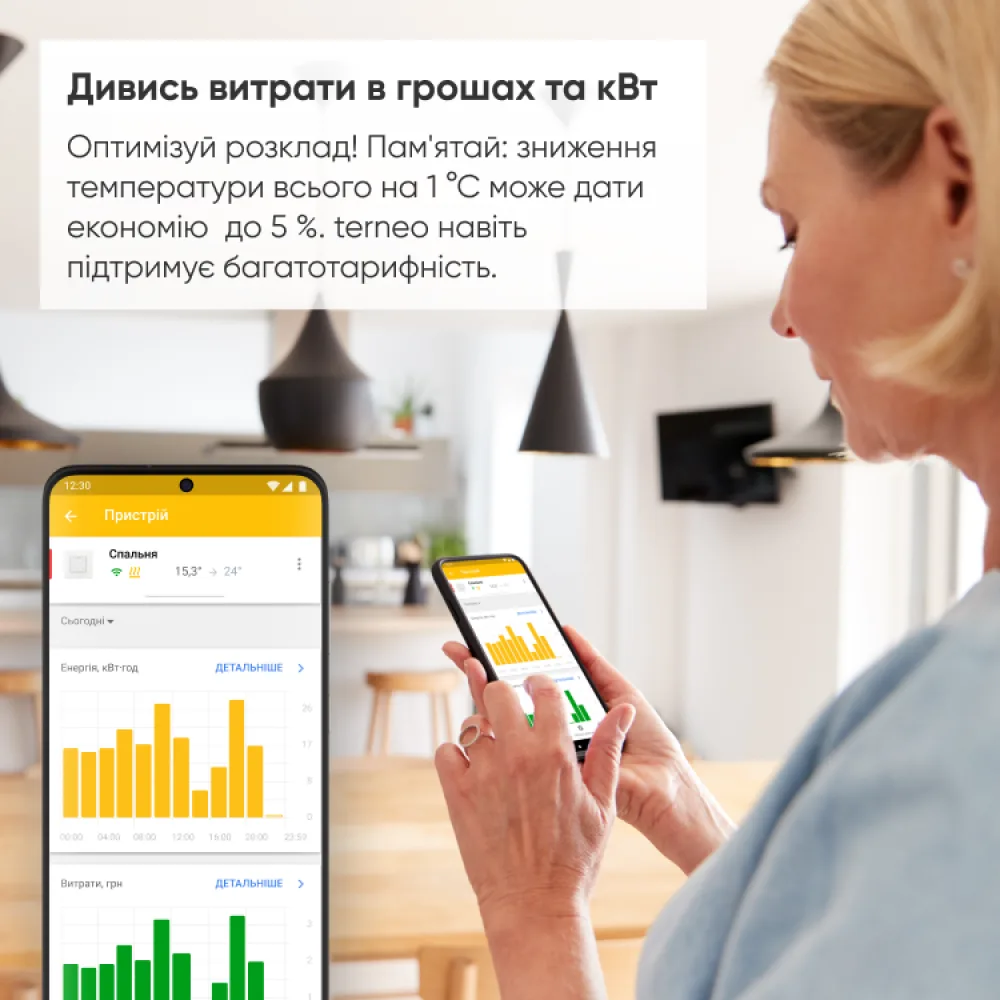 Дивись витрати в грошах та кВт
Оптимізуй розклад! Пам'ятай: зниження
температури всього на 1 °C може дати
економію до 5 %. terneo навіть
підтримує багатотарифність.
12:30
Пристрій
Спальня
15,3° → 24°
Сьогодні
Енергія, кВт·год ДЕТАЛЬНІШЕ
26
17
8
0
00:00 04:00 08:00 12:00 16:00 20:00 23:59
Витрати, грн ДЕТАЛЬНІШЕ
3
2
1